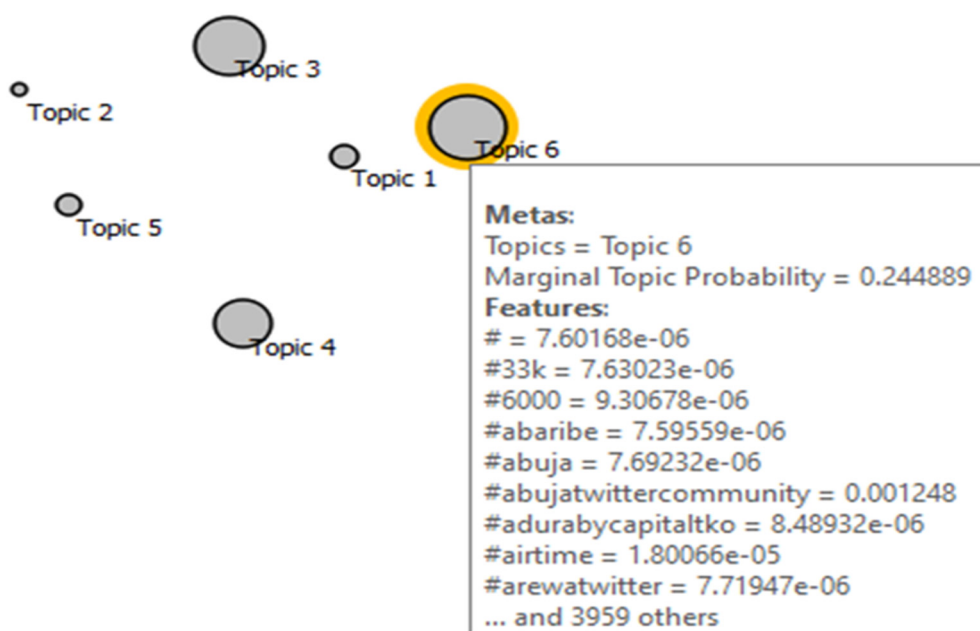 Topic 3
Topic 2
Topic 6
Topic 1
Topic 5
Topic 4
Metas:
Topics = Topic 6
Marginal Topic Probability = 0.244889
Features:
# = 7.60168e-06
#33k = 7.63023e-06
#6000 = 9.30678e-06
#abaribe = 7.59559e-06
#abuja = 7.69232e-06
#abujatwittercommunity = 0.001248
#adurabycapitaltko = 8.48932e-06
#airtime = 1.80066e-05
#arewatwitter = 7.71947e-06
... and 3959 others